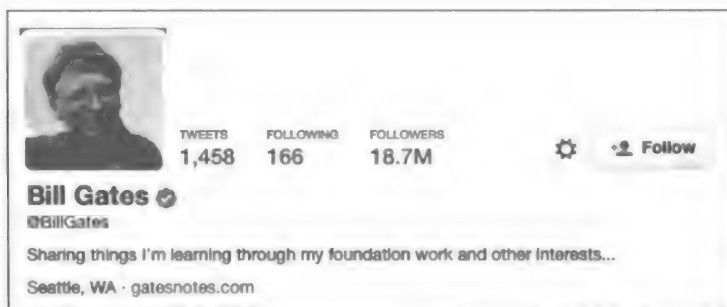 TWEETS FOLLOWING FOLLOWERS
1,458 166 18.7M
Follow
Bill Gates
@BillGates
Sharing things I'm learning through my foundation work and other interests...
Seattle, WA · gatesnotes.com